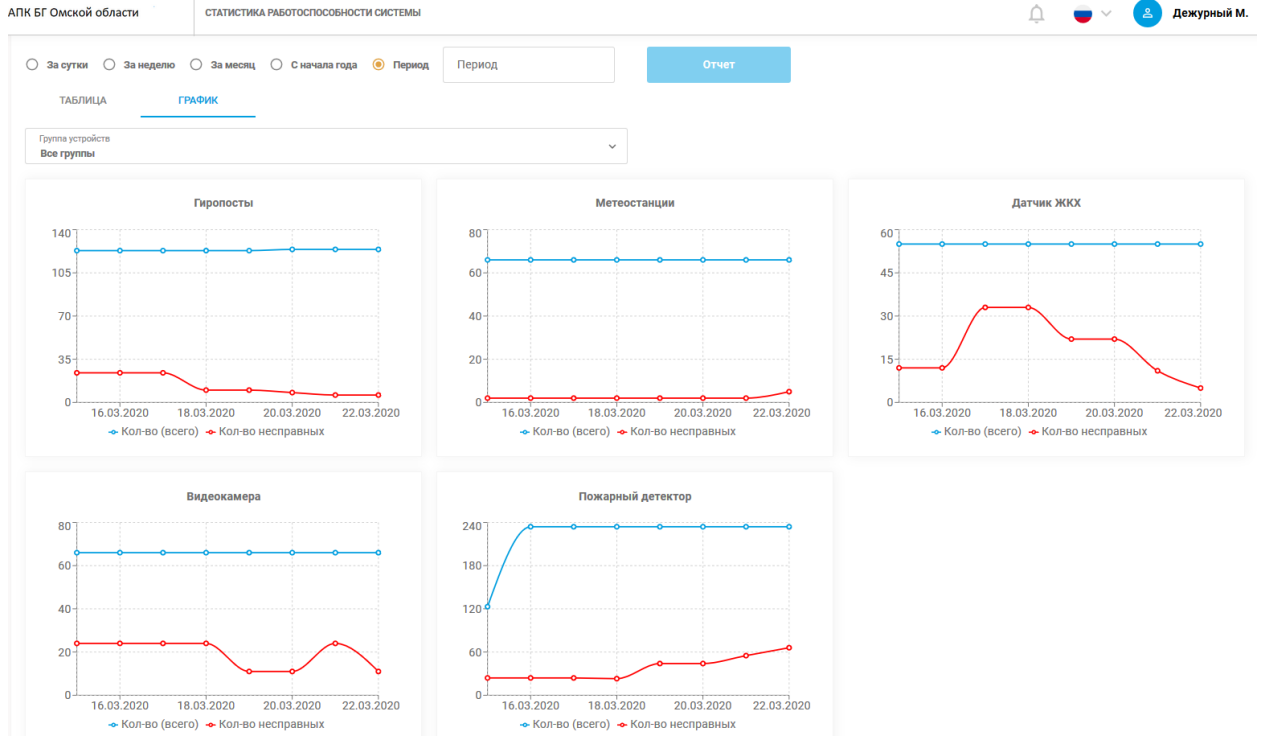 АПК БГ Омской области
СТАТИСТИКА РАБОТОСПОСОБНОСТИ СИСТЕМЫ
Дежурный М.
За сутки За неделю За месяц С начала года Период Период Отчет
ТАБЛИЦА ГРАФИК
Группа устройств
Все группы
Гиропосты
140
105
70
35
0
16.03.2020 18.03.2020 20.03.2020 22.03.2020
Кол-во (всего) Кол-во несправных
Метеостанции
80
60
40
20
0
16.03.2020 18.03.2020 20.03.2020 22.03.2020
Кол-во (всего) Кол-во несправных
Датчик ЖКХ
60
45
30
15
0
16.03.2020 18.03.2020 20.03.2020 22.03.2020
Кол-во (всего) Кол-во несправных
Видеокамера
80
60
40
20
0
16.03.2020 18.03.2020 20.03.2020 22.03.2020
Кол-во (всего) Кол-во несправных
Пожарный детектор
240
180
120
60
0
16.03.2020 18.03.2020 20.03.2020 22.03.2020
Кол-во (всего) Кол-во несправных